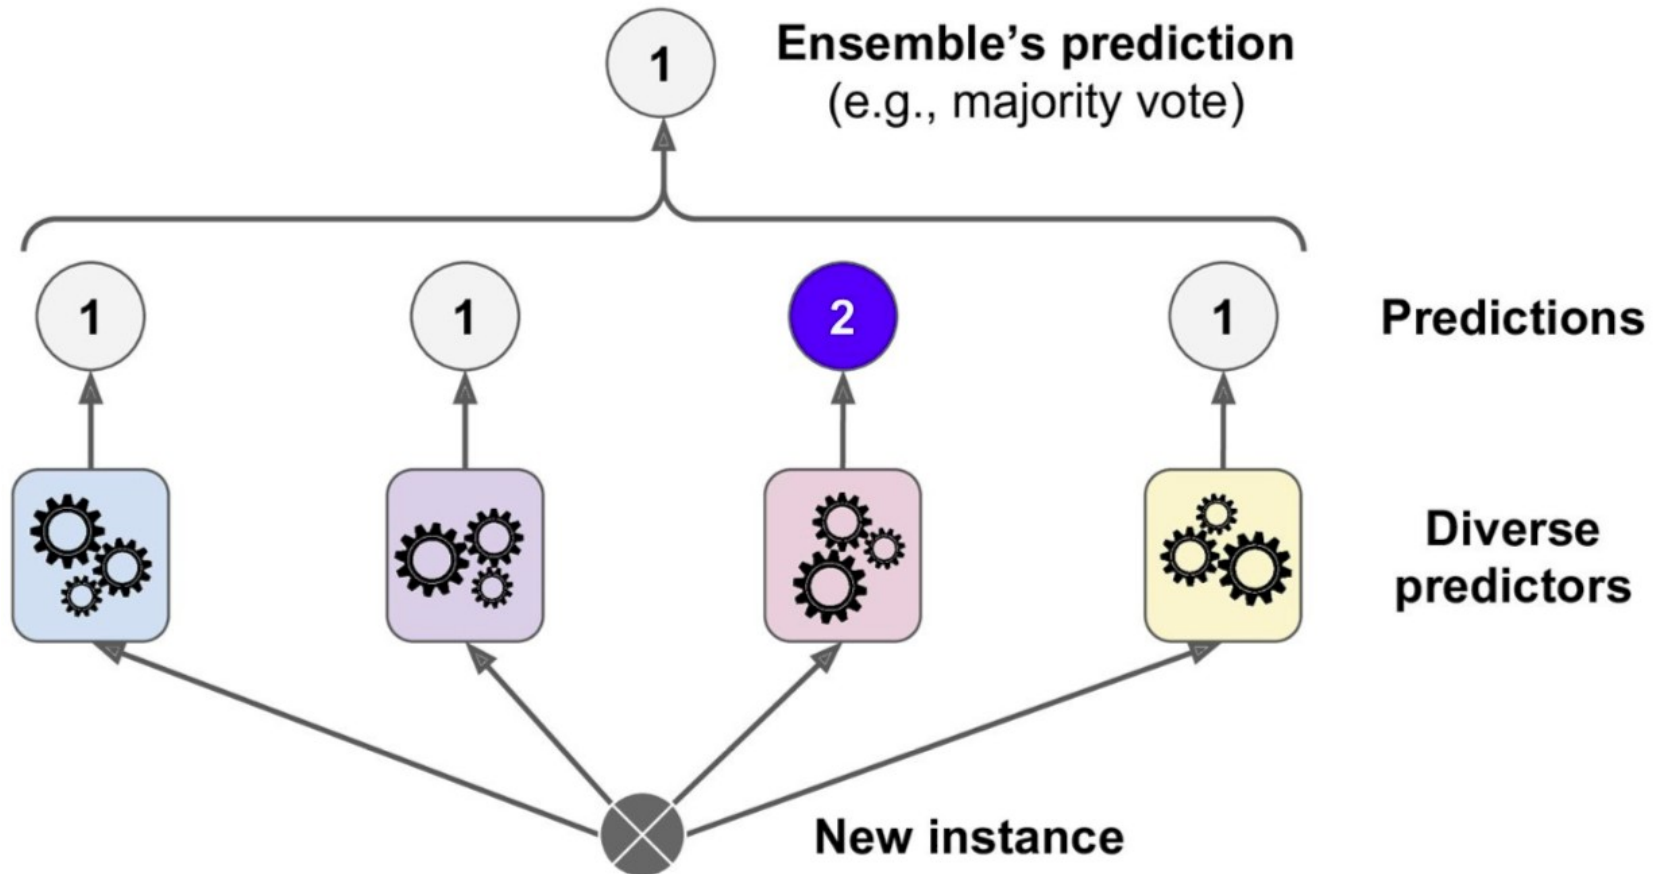 1
Ensemble’s prediction
(e.g., majority vote)
1 1 2 1 Predictions
Diverse
predictors
New instance